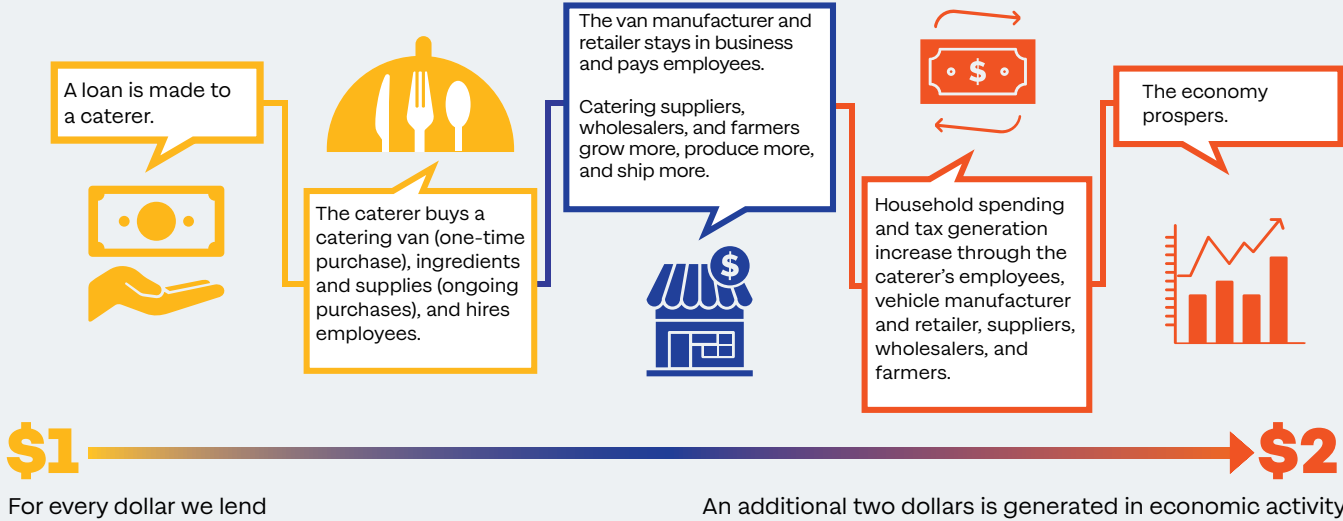 A loan is made to
a caterer.
The caterer buys a
catering van (one-time
purchase), ingredients
and supplies (ongoing
purchases), and hires
employees.
The van manufacturer and
retailer stays in business
and pays employees.
Catering suppliers,
wholesalers, and farmers
grow more, produce more,
and ship more.
$
$
Household spending
and tax generation
increase through the
caterer’s employees,
vehicle manufacturer
and retailer, suppliers,
wholesalers, and
farmers.
The economy
prospers.
$1
$2
For every dollar we lend
An additional two dollars is generated in economic activity